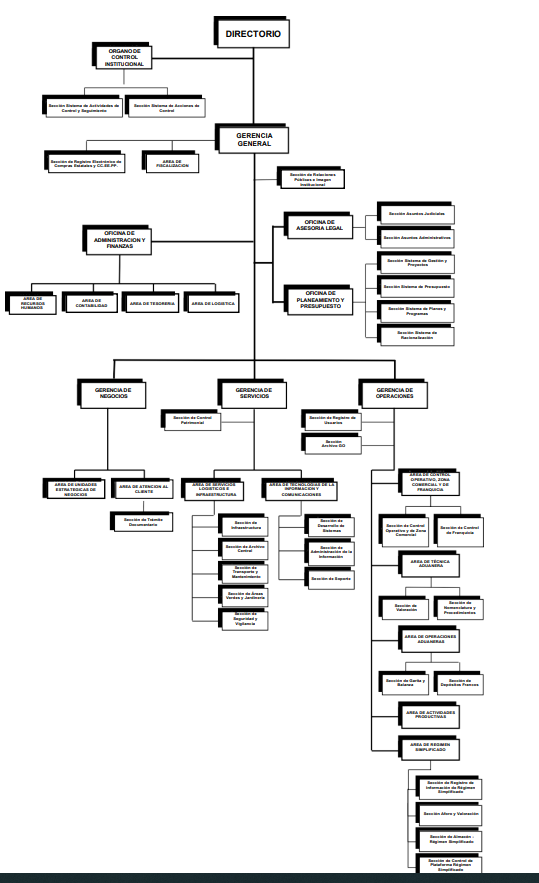 DIRECTORIO
ORGANO DE
CONTROL
INSTITUCIONAL
Sección Sistema de Actividades de
Control y Seguimiento
Sección Sistema de Acciones de
Control
GERENCIA
GENERAL
Sección de Registro Electrónico de
Compras Estatales y CC.EE.PP.
AREA DE
FISCALIZACION
Sección de Relaciones
Públicas e Imagen
Institucional
OFICINA DE
ADMINISTRACION Y
FINANZAS
OFICINA DE
ASESORIA LEGAL
Sección Asuntos Judiciales
Sección Asuntos Administrativos
OFICINA DE
PLANEAMIENTO Y
PRESUPUESTO
Sección Sistema de Gestión y
Proyectos
Sección Sistema de Presupuesto
Sección Sistema de Planes y
Programas
Sección Sistema de
Racionalización
AREA DE
RECURSOS
HUMANOS
AREA DE
CONTABILIDAD
AREA DE TESORERIA
AREA DE LOGISTICA
GERENCIA DE
NEGOCIOS
GERENCIA DE
SERVICIOS
GERENCIA DE
OPERACIONES
Sección de Control
Patrimonial
Sección de Registro de
Usuarios
Sección
Archivo GO
AREA DE UNIDADES
ESTRATEGICAS DE
NEGOCIOS
AREA DE ATENCION AL
CLIENTE
Sección de Trámite
Documentario
AREA DE SERVICIOS
LOGISTICOS E
INFRAESTRUCTURA
Sección de
Infraestructura
Sección de Archivo
Central
Sección de
Transporte y
Mantenimiento
Sección de Areas
Verdes y Jardinería
Sección de
Seguridad y
Vigilancia
AREA DE TECNOLOGIAS DE LA
INFORMACION Y
COMUNICACIONES
Sección de
Desarrollo de
Sistemas
Sección de
Administración de la
Información
Sección de Soporte
AREA DE CONTROL
OPERATIVO, ZONA
COMERCIAL Y DE
FRANQUICIA
Sección de Control
Operativo y de Zona
Comercial
Sección de Control
de Franquicia
AREA DE TÉCNICA
ADUANERA
Sección de
Valoración
Sección de
Nomenclatura y
Procedimientos
AREA DE OPERACIONES
ADUANERAS
Sección de Garita y
Balanza
Sección de
Depósitos Francos
AREA DE ACTIVIDADES
PRODUCTIVAS
AREA DE REGIMEN
SIMPLIFICADO
Sección de Registro de
Información de Régimen
Simplificado
Sección Aforo y Valoración
Sección de Almacén -
Régimen Simplificado
Sección de Control de
Plataforma Régimen
Simplificado